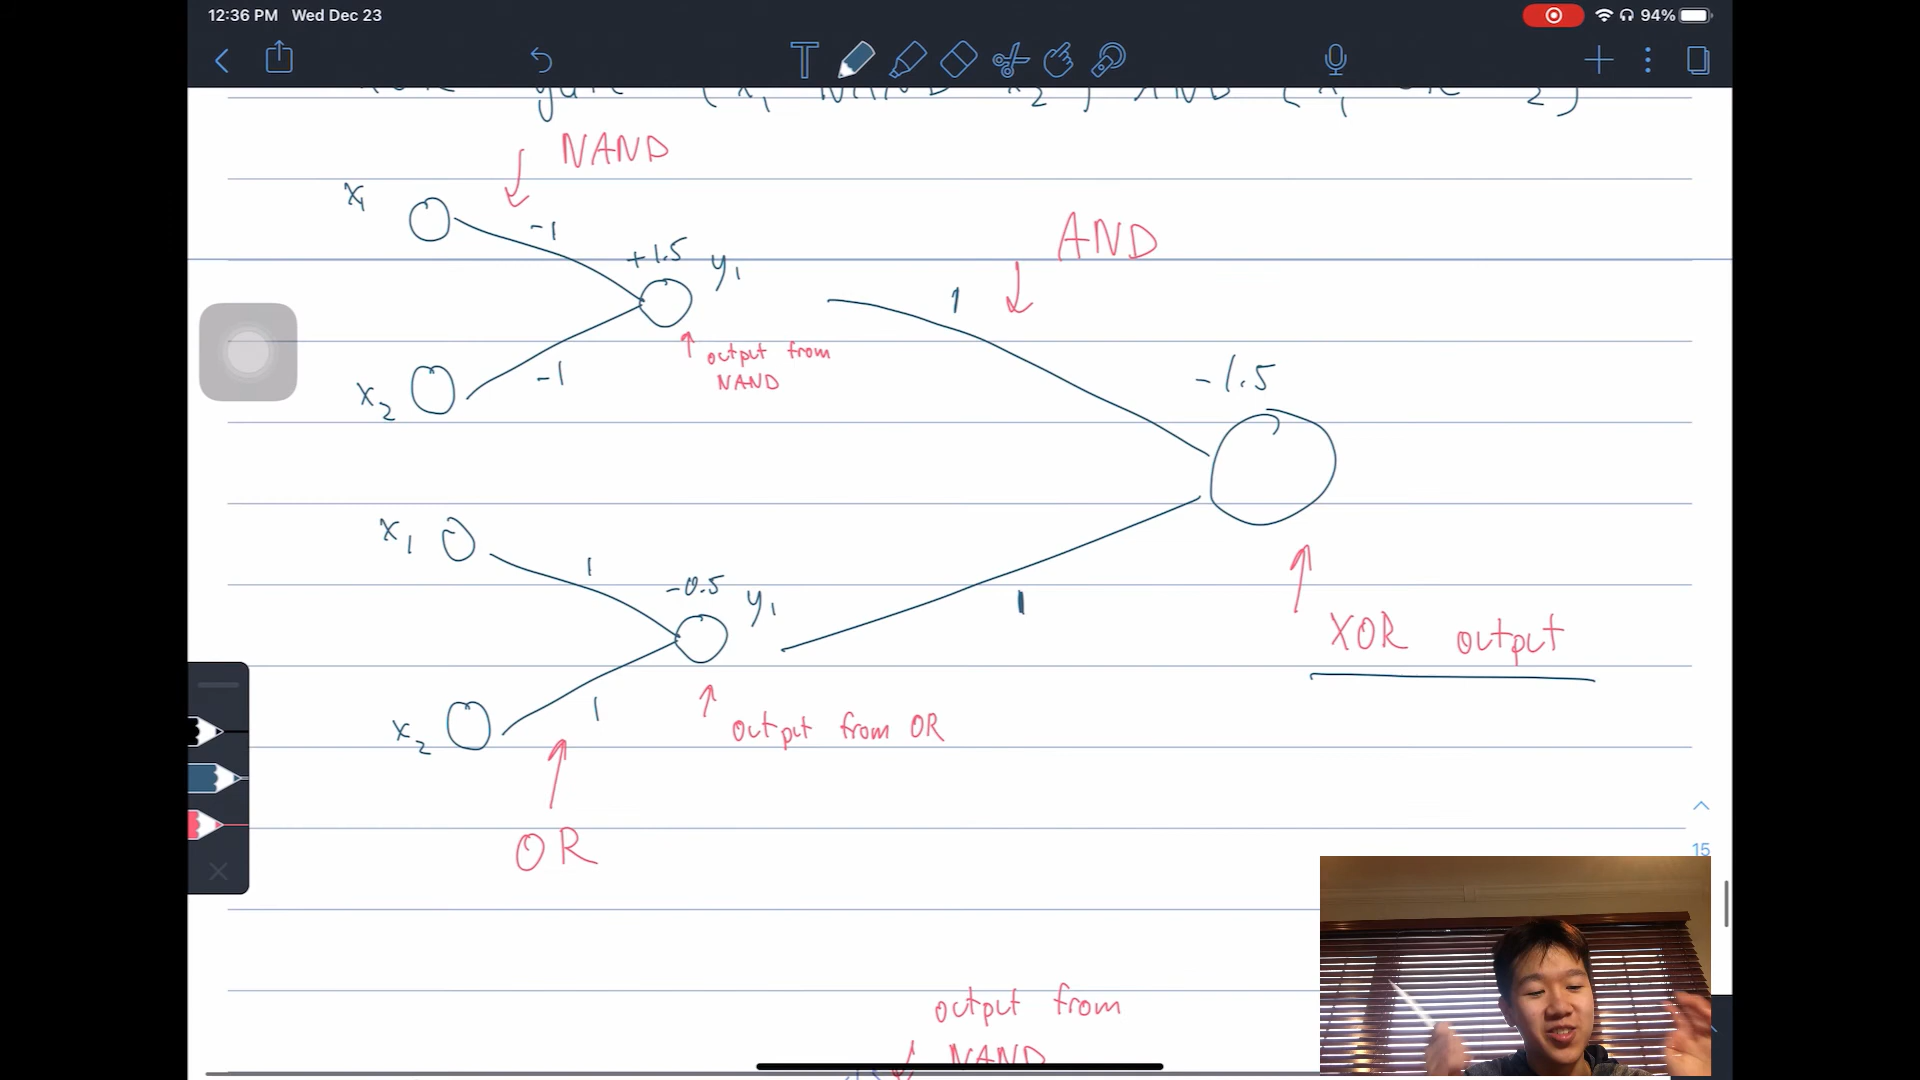 12:36 PM Wed Dec 23
94%
NAND
x1
-1
+1.5 y1
AND
1
output from
NAND
-1
x2
-1.5
x1
1
-0.5 y1
1
XOR output
1
x2
output from OR
OR
15
output from
NAND